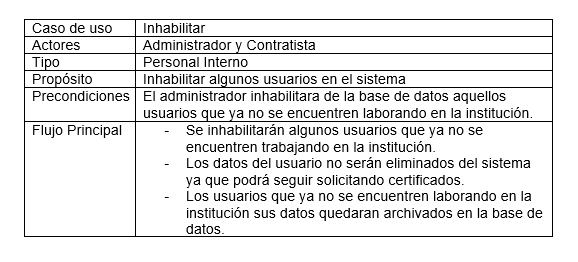 Caso de uso Inhabilitar
Actores Administrador y Contratista
Tipo Personal Interno
Propósito Inhabilitar algunos usuarios en el sistema
Precondiciones El administrador inhabilitara de la base de datos aquellos
usuarios que ya no se encuentren laborando en la institución.
Flujo Principal - Se inhabilitarán algunos usuarios que ya no se
encuentren trabajando en la institución.
- Los datos del usuario no serán eliminados del sistema
ya que podrá seguir solicitando certificados.
- Los usuarios que ya no se encuentren laborando en la
institución sus datos quedaran archivados en la base de
datos.